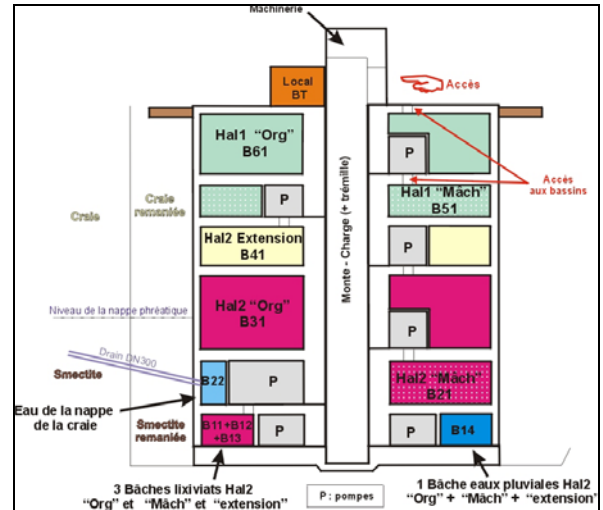 Machinerie
Local
BT
Accès
Hal1 "Org"
B61
P
Accès
aux bassins
Craie
Craie
remaniée
P
Hal1 "Mâch"
B51
Hal2 Extension
B41
P
Monte - Charge (+ trémille)
Niveau de la nappe phréatique
Hal2 "Org"
B31
P
Drain DN300
Smectite
B22
P
Hal2 "Mâch"
B21
Eau de la nappe
de la craie
Smectite
remaniée
B11+B12
+B13
P
P
B14
3 Bâches lixiviats Hal2
"Org" et "Mâch" et "extension"
P : pompes
1 Bâche eaux pluviales Hal2
"Org" + "Mâch" + "extension"